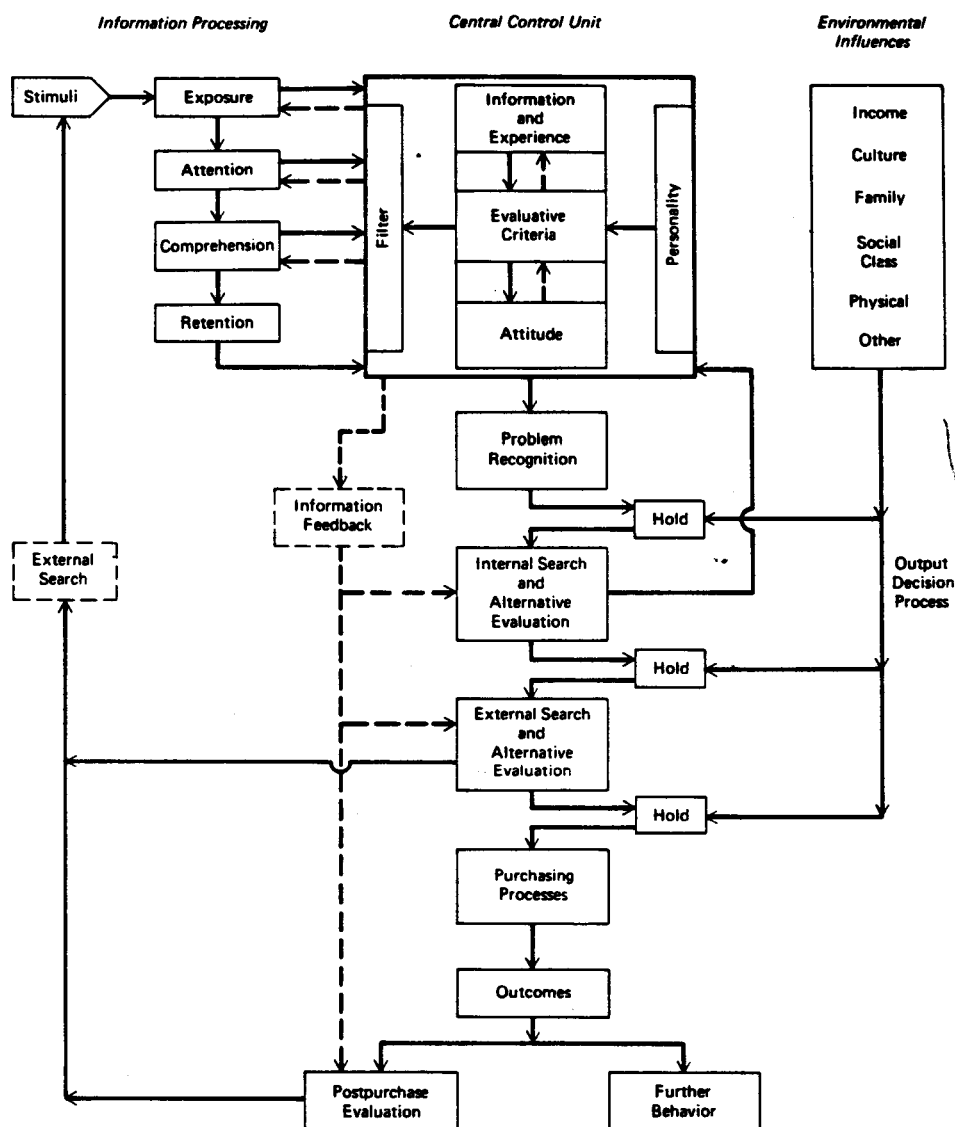 Information Processing
Central Control Unit
Environmental
Influences
Stimuli
Exposure
Attention
Comprehension
Retention
Filter
Information
and
Experience
Evaluative
Criteria
Attitude
Personality
Income
Culture
Family
Social
Class
Physical
Other
Problem
Recognition
Information
Feedback
Hold
External
Search
Internal Search
and
Alternative
Evaluation
Output
Decision
Process
Hold
External Search
and
Alternative
Evaluation
Hold
Purchasing
Processes
Outcomes
Postpurchase
Evaluation
Further
Behavior